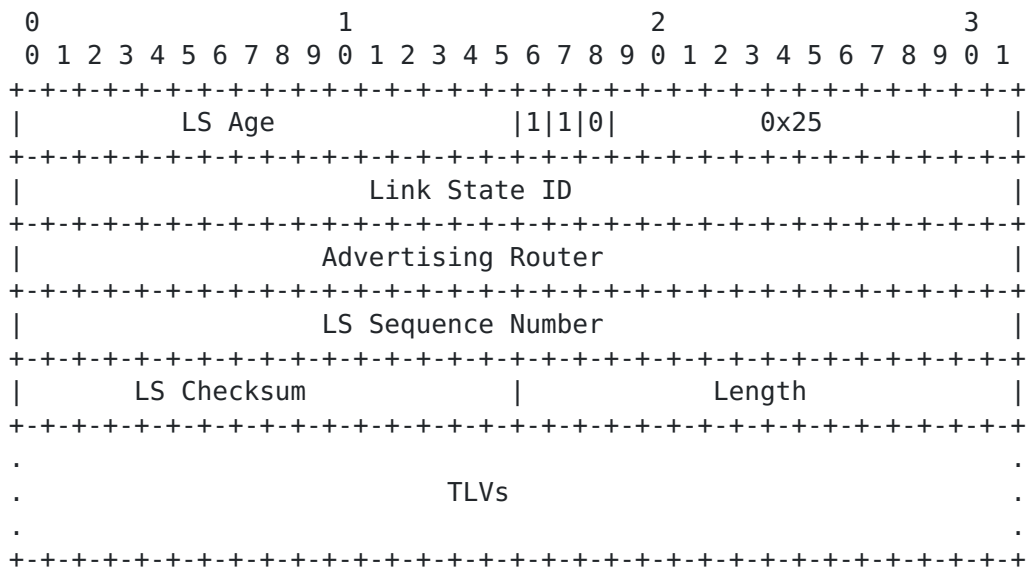 0                   1                   2                   3
 0 1 2 3 4 5 6 7 8 9 0 1 2 3 4 5 6 7 8 9 0 1 2 3 4 5 6 7 8 9 0 1
+-+-+-+-+-+-+-+-+-+-+-+-+-+-+-+-+-+-+-+-+-+-+-+-+-+-+-+-+-+-+-+-+
|          LS Age               |1|1|0|         0x25            |
+-+-+-+-+-+-+-+-+-+-+-+-+-+-+-+-+-+-+-+-+-+-+-+-+-+-+-+-+-+-+-+-+
|                      Link State ID                            |
+-+-+-+-+-+-+-+-+-+-+-+-+-+-+-+-+-+-+-+-+-+-+-+-+-+-+-+-+-+-+-+-+
|                   Advertising Router                          |
+-+-+-+-+-+-+-+-+-+-+-+-+-+-+-+-+-+-+-+-+-+-+-+-+-+-+-+-+-+-+-+-+
|                   LS Sequence Number                          |
+-+-+-+-+-+-+-+-+-+-+-+-+-+-+-+-+-+-+-+-+-+-+-+-+-+-+-+-+-+-+-+-+
|       LS Checksum             |            Length             |
+-+-+-+-+-+-+-+-+-+-+-+-+-+-+-+-+-+-+-+-+-+-+-+-+-+-+-+-+-+-+-+-+
.                                                               .
.                           TLVs                                .
.                                                               .
+-+-+-+-+-+-+-+-+-+-+-+-+-+-+-+-+-+-+-+-+-+-+-+-+-+-+-+-+-+-+-+-+